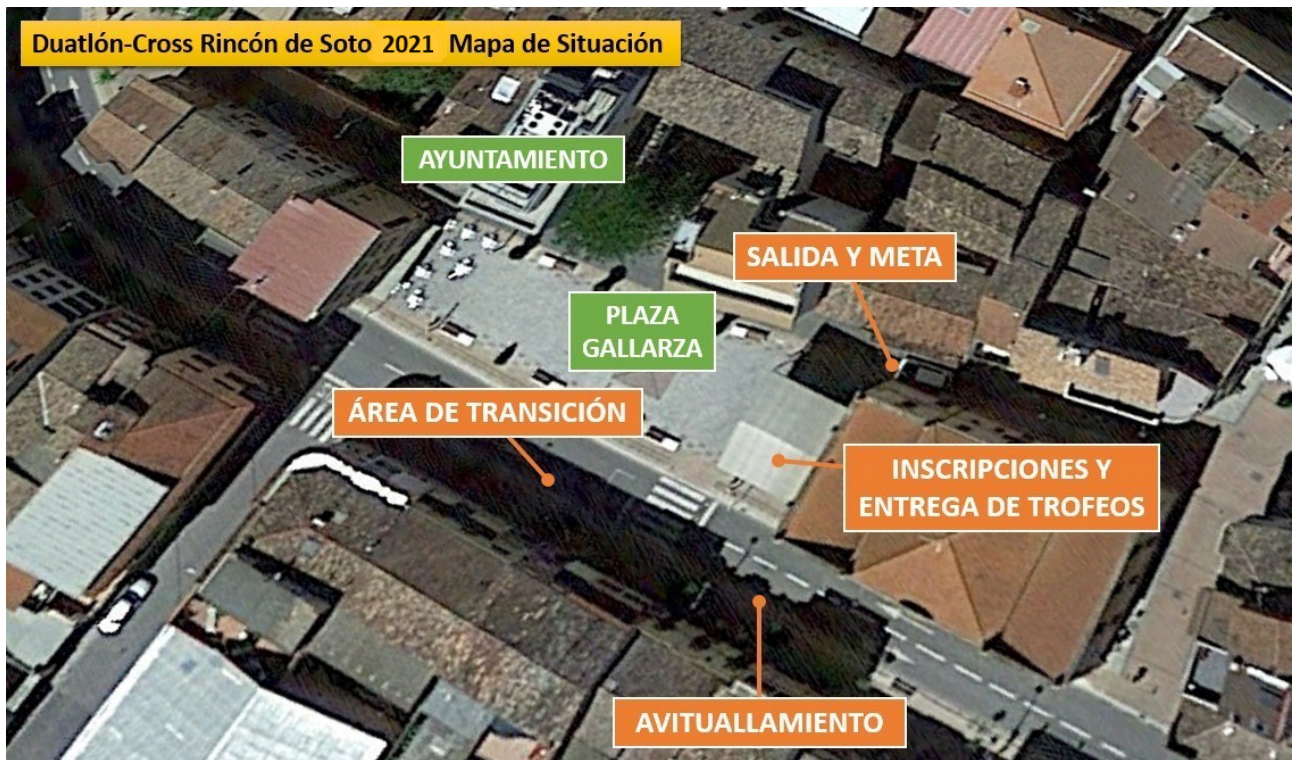 Duatlón-Cross Rincón de Soto 2021 Mapa de Situación
AYUNTAMIENTO
SALIDA Y META
PLAZA
GALLARZA
ÁREA DE TRANSICIÓN
INSCRIPCIONES Y
ENTREGA DE TROFEOS
AVITUALLAMIENTO